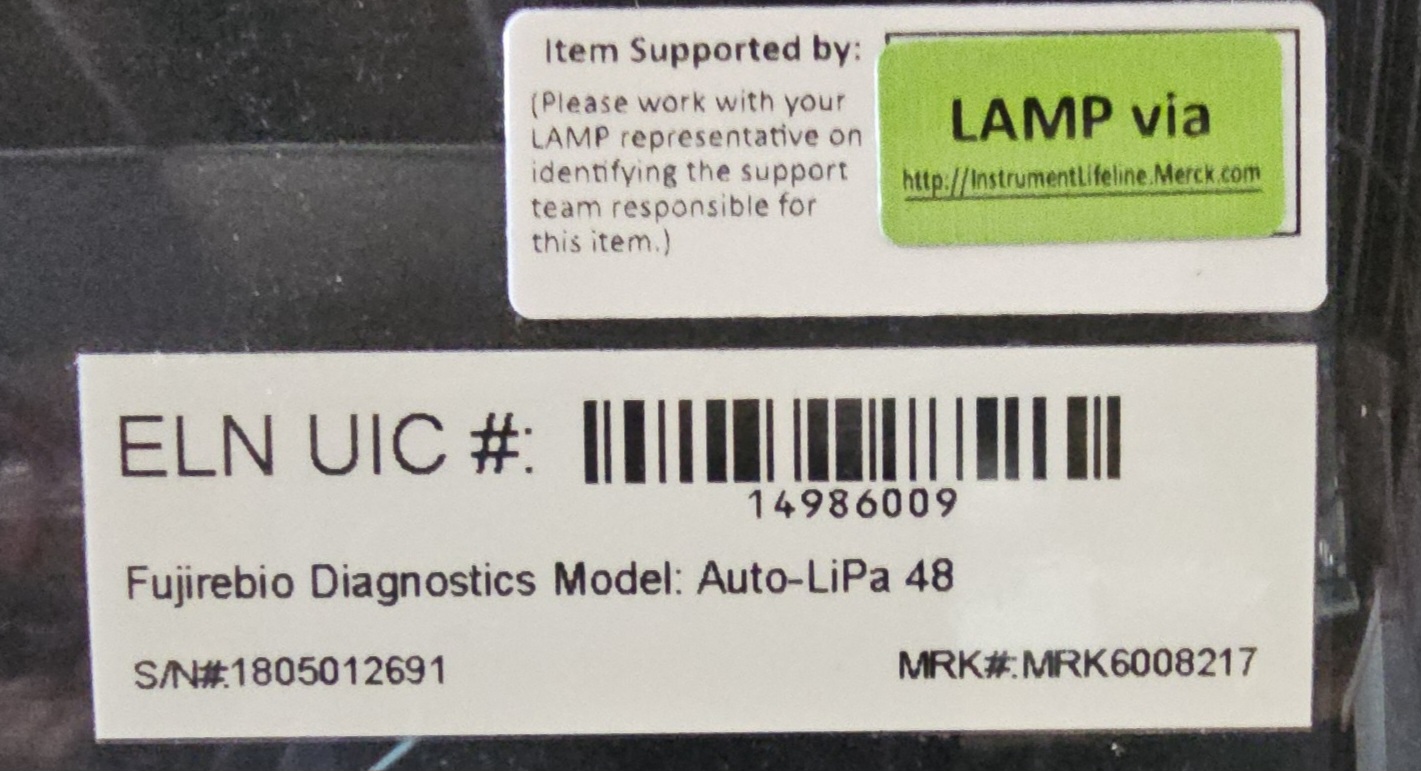 Item Supported by:
(Please work with your
LAMP representative on
identifying the support
team responsible for
this item.)
LAMP via
http://InstrumentLifeline.Merck.com
ELN UIC #:
14986009
Fujirebio Diagnostics Model: Auto-LiPa 48
S/N#:1805012691 MRK#:MRK6008217